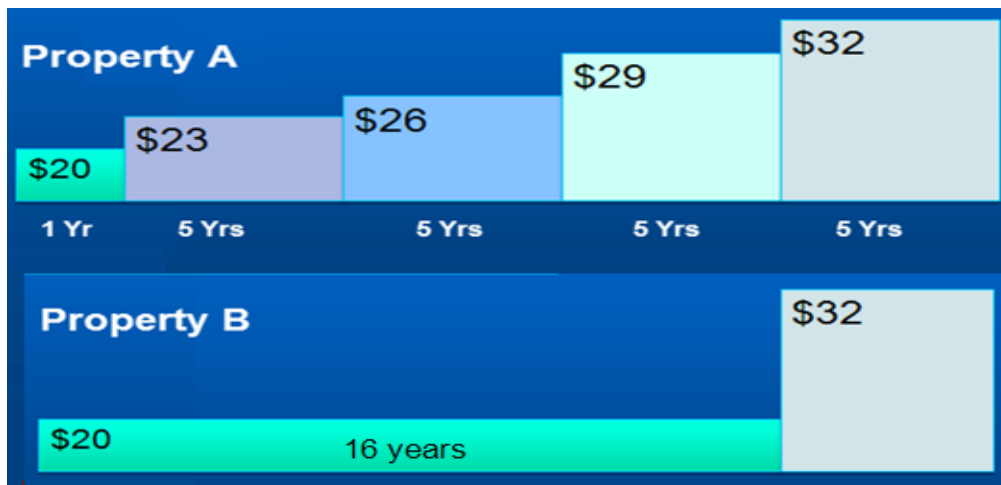 Property A
$20
$23
$26
$29
$32
1 Yr
5 Yrs
5 Yrs
5 Yrs
5 Yrs
Property B
$20
16 years
$32